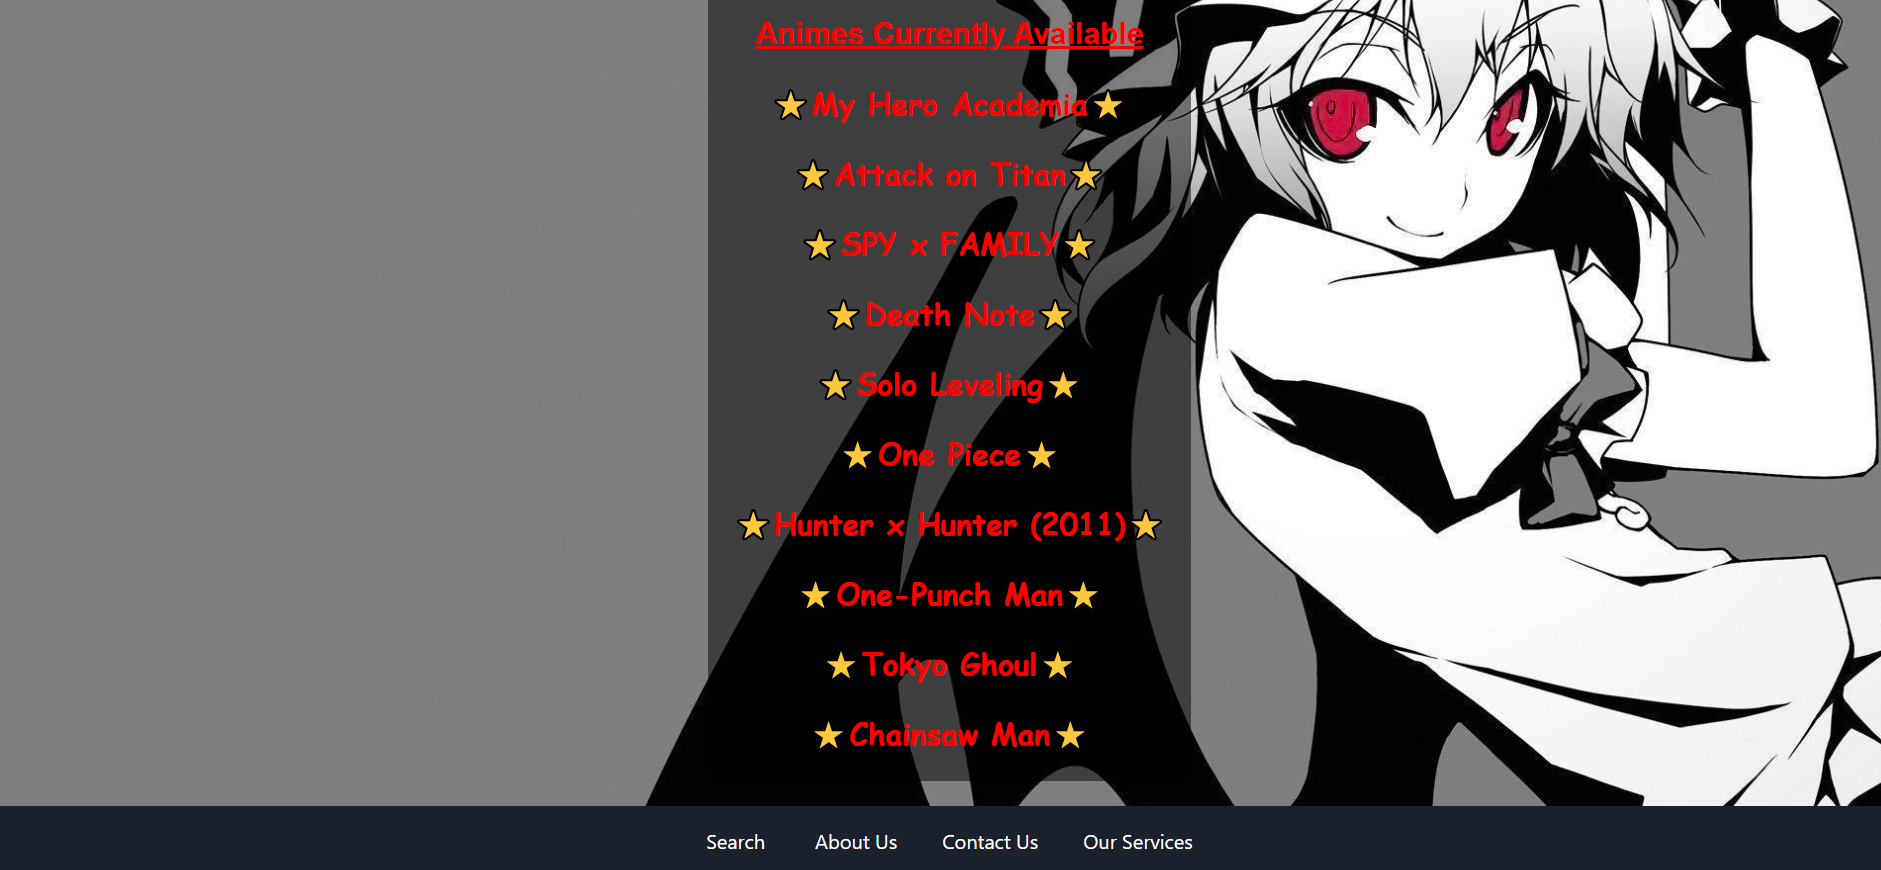 Animes Currently Available
⭐My Hero Academia⭐
⭐Attack on Titan⭐
⭐SPY x FAMILY⭐
⭐Death Note⭐
⭐Solo Leveling⭐
⭐One Piece⭐
⭐Hunter x Hunter (2011)⭐
⭐One-Punch Man⭐
⭐Tokyo Ghoul⭐
⭐Chainsaw Man⭐
Search About Us Contact Us Our Services